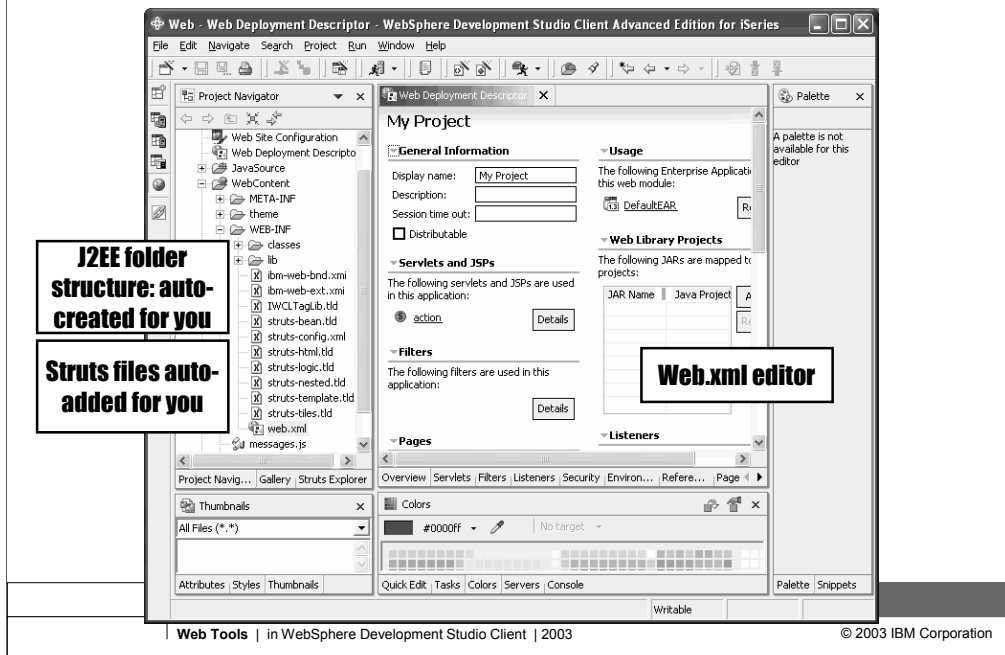 Web - Web Deployment Descriptor - WebSphere Development Studio Client Advanced Edition for iSeries
File Edit Navigate Search Project Run Window Help
Project Navigator
Web Site Configuration
Web Deployment Descripto
JavaSource
WebContent
META-INF
theme
WEB-INF
classes
lib
ibm-web-bnd.xmi
ibm-web-ext.xmi
IWCLTagLib.tld
struts-bean.tld
struts-config.xml
struts-html.tld
struts-logic.tld
struts-nested.tld
struts-template.tld
struts-tiles.tld
web.xml
messages.js
Project Navig... Gallery Struts Explorer
J2EE folder
structure: auto-
created for you
Struts files auto-
added for you
Web Deployment Descriptor
My Project
General Information
Display name: My Project
Description:
Session time out:
Distributable
Servlets and JSPs
The following servlets and JSPs are used
in this application:
action
Details
Filters
The following filters are used in this
application:
Details
Pages
Usage
The following Enterprise Applicati
this web module:
DefaultEAR
Re
Web Library Projects
The following JARs are mapped to
projects:
JAR Name Java Project
A
Re
Web.xml editor
Listeners
Overview Servlets Filters Listeners Security Environ... Refere... Page
Palette
A palette is not
available for this
editor
Thumbnails
All Files (*.*)
Attributes Styles Thumbnails
Colors
#0000ff
No target
Quick Edit Tasks Colors Servers Console
Palette Snippets
Writable
Web Tools | in WebSphere Development Studio Client | 2003
© 2003 IBM Corporation